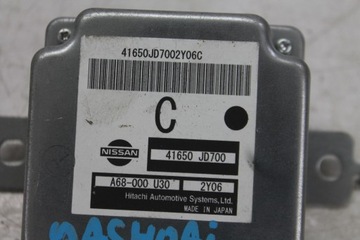 41650JD7002Y06C
C
NISSAN
41650 JD700
A68-000 U30
2Y06
Hitachi Automotive Systems, Ltd.
MADE IN JAPAN
QASHQAI